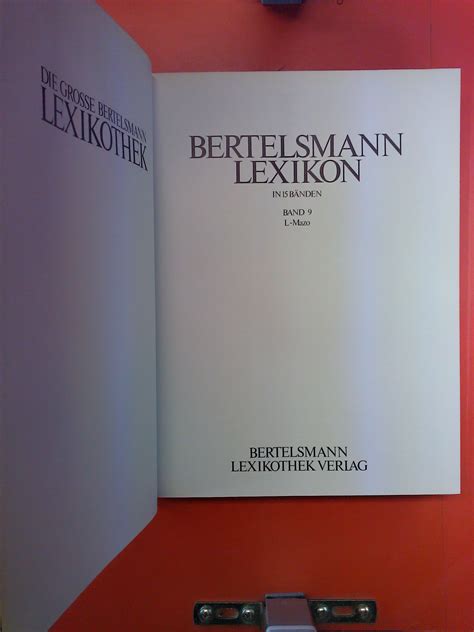 DIE GROSSE BERTELSMANN
LEXIKOTHEK
BERTELSMANN
LEXIKON
IN 15 BÄNDEN
BAND 9
L-Mazo
BERTELSMANN
LEXIKOTHEK VERLAG